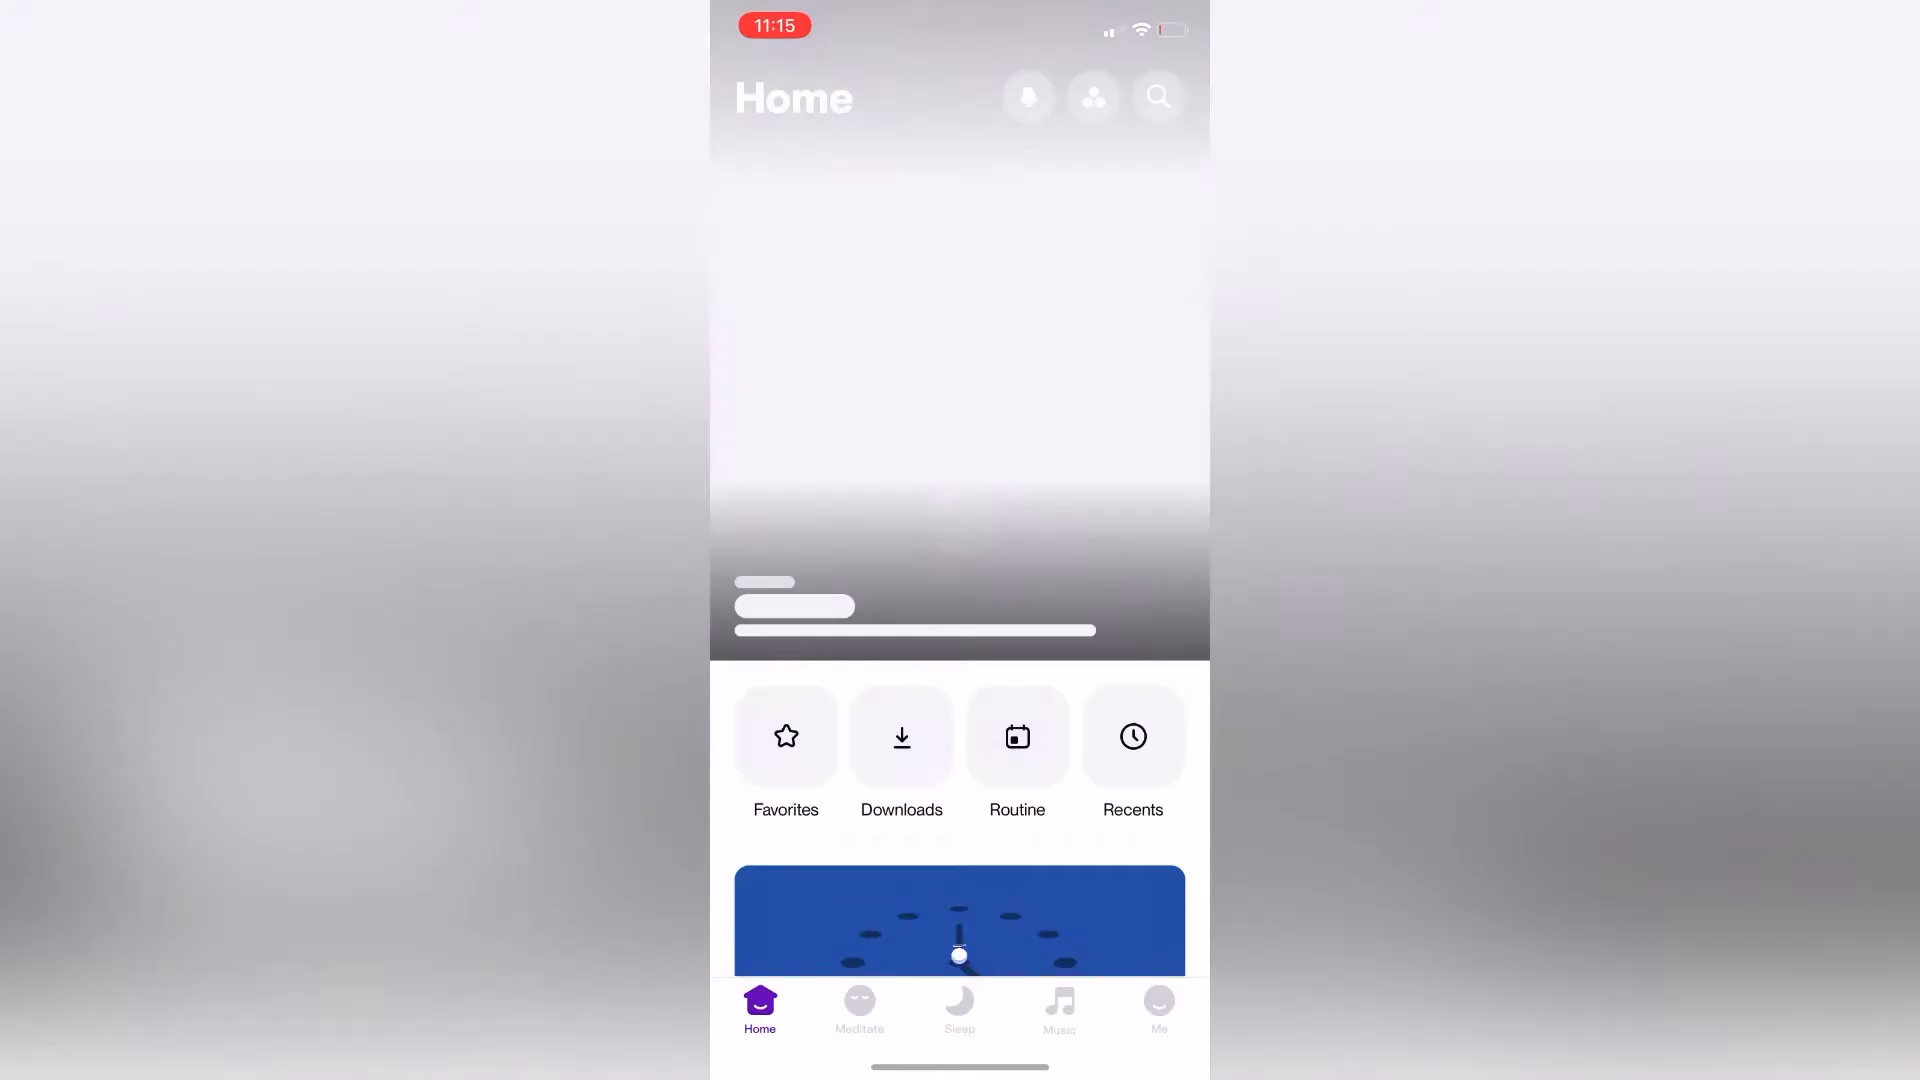 11:15
Home
Favorites
Downloads
Routine
Recents
Home
Meditate
Sleep
Music
Me